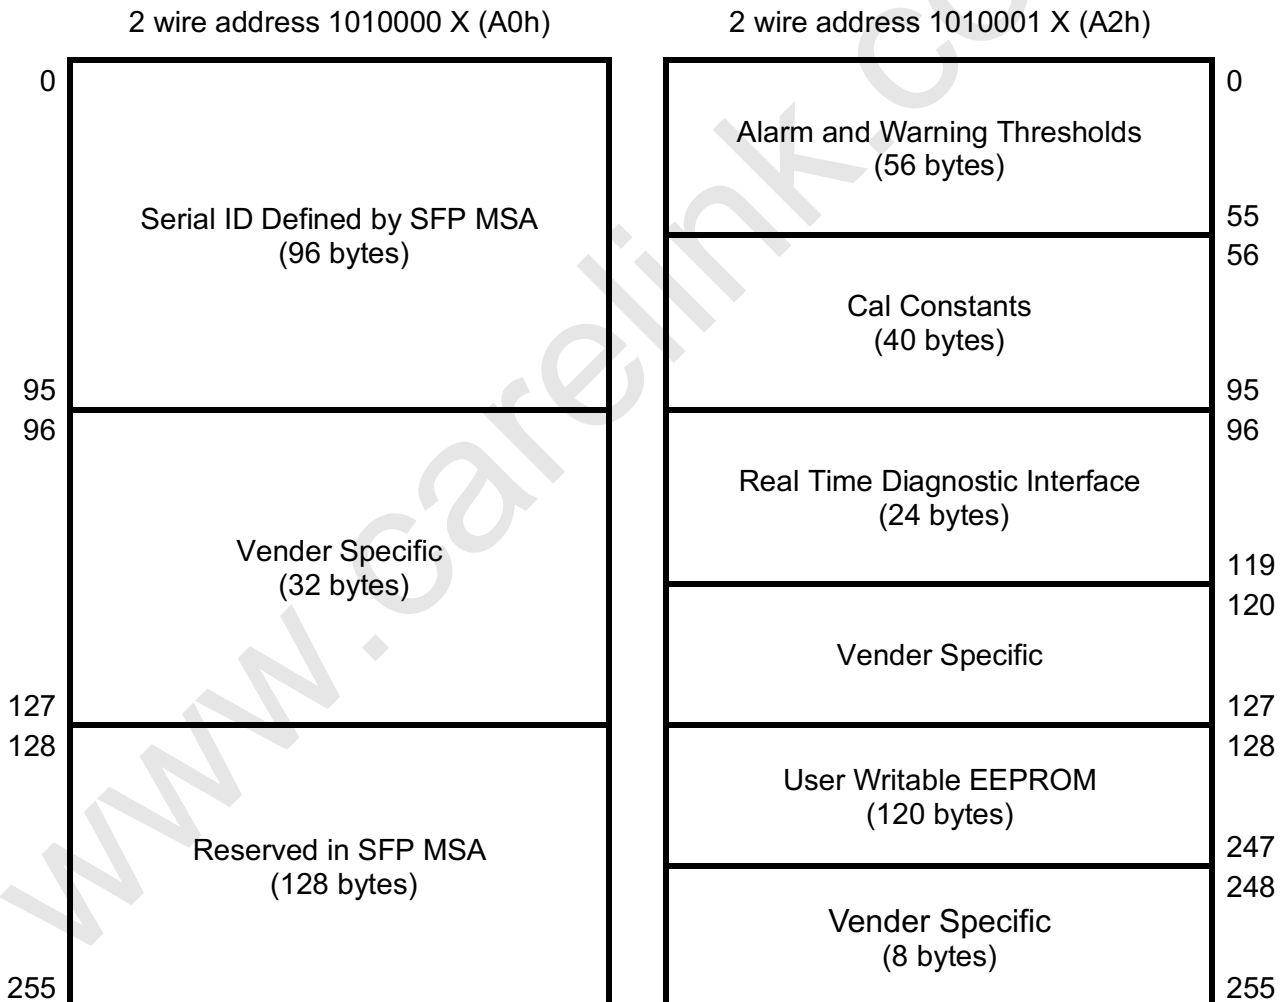 2 wire address 1010000 X (A0h)
0
Serial ID Defined by SFP MSA
(96 bytes)
95
96
Vender Specific
(32 bytes)
127
128
Reserved in SFP MSA
(128 bytes)
255
2 wire address 1010001 X (A2h)
0
Alarm and Warning Thresholds
(56 bytes)
55
56
Cal Constants
(40 bytes)
95
96
Real Time Diagnostic Interface
(24 bytes)
119
120
Vender Specific
127
128
User Writable EEPROM
(120 bytes)
247
248
Vender Specific
(8 bytes)
255
www.carelink.co